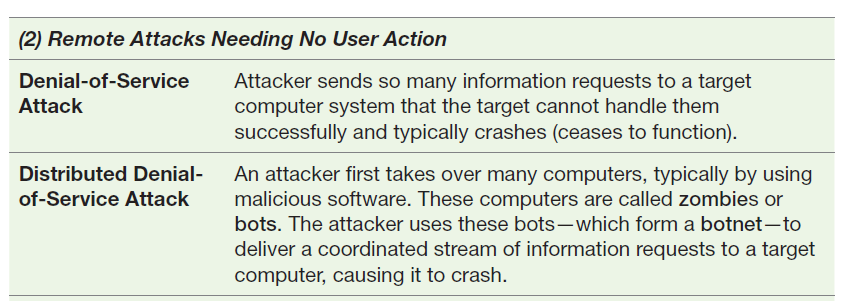 (2) Remote Attacks Needing No User Action
Denial-of-Service Attack
Attacker sends so many information requests to a target
computer system that the target cannot handle them
successfully and typically crashes (ceases to function).
Distributed Denial-of-Service Attack
An attacker first takes over many computers, typically by using
malicious software. These computers are called zombies or
bots. The attacker uses these bots—which form a botnet—to
deliver a coordinated stream of information requests to a target
computer, causing it to crash.